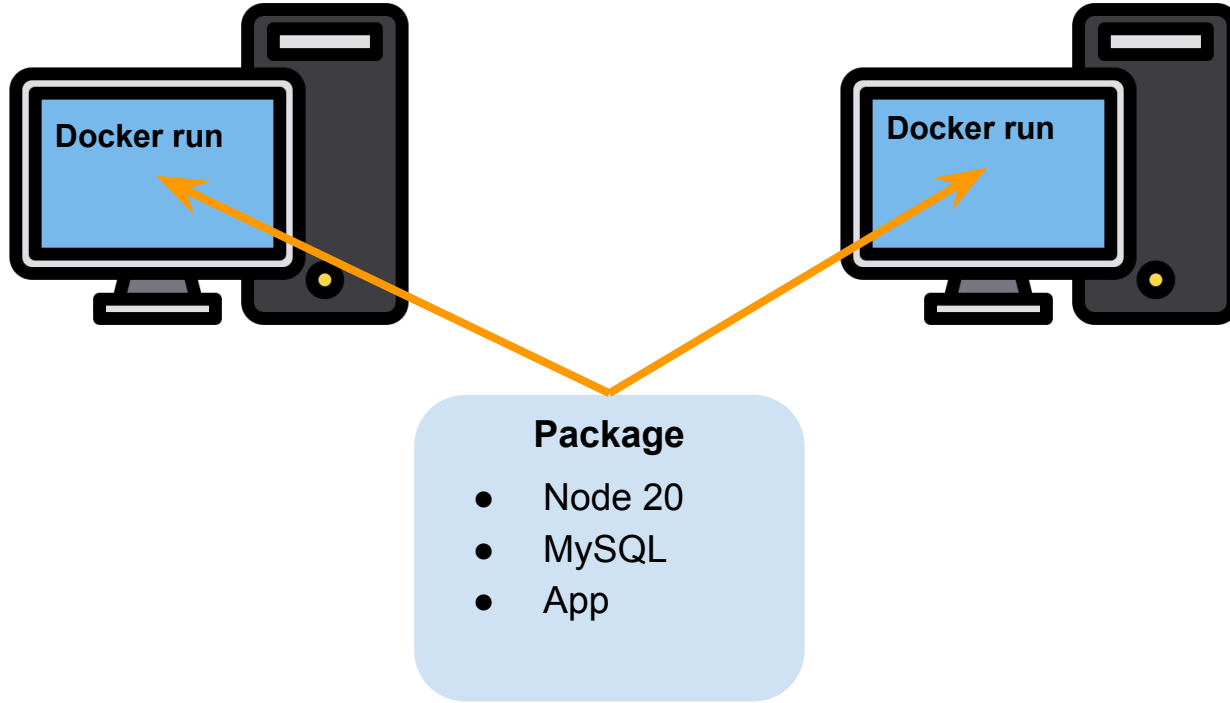 Docker run
Docker run
Package
● Node 20
● MySQL
● App